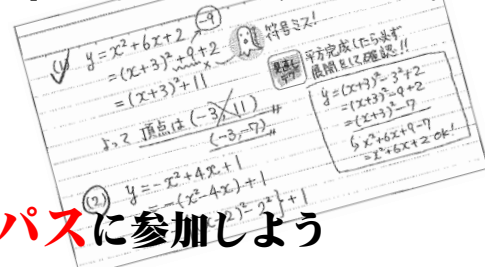 (1) y=x²+6x+2
-9
=(x+3)²+9+2
=(x+3)²+11
よって 頂点は (-3, 11)
(-3, -7)
符号ミス!
見直しテク
平方完成したら必ず
展開をして確認!!
y=(x+3)²-3²+2
=(x+3)²-9+2
=(x+3)²-7
x²+6x+9-7
=x²+6x+2 OK!
(2) y=-x²+4x+1
=-(x²-4x)+1
-2)²-2²}+1
パスに参加しよう